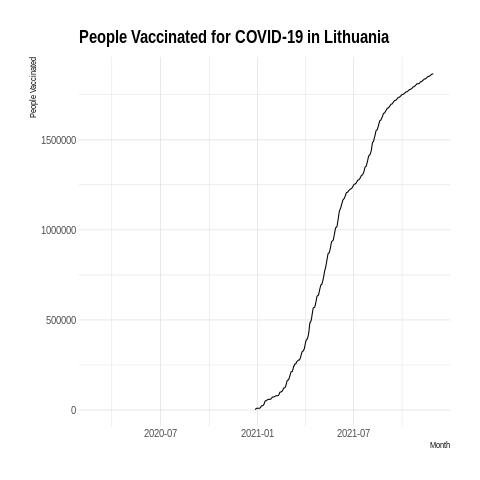 People Vaccinated for COVID-19 in Lithuania
People Vaccinated
1500000
1000000
500000
0
2020-07 2021-01 2021-07
Month